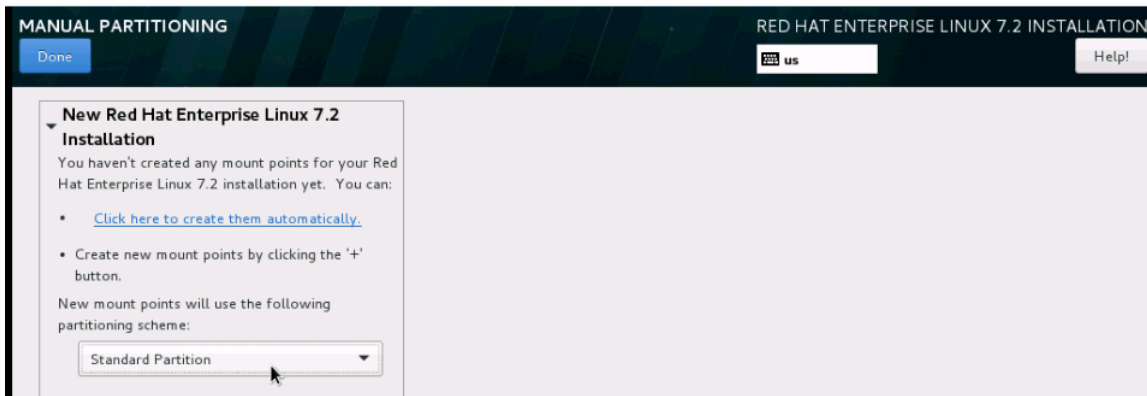 MANUAL PARTITIONING
RED HAT ENTERPRISE LINUX 7.2 INSTALLATION
Done
us
Help!
New Red Hat Enterprise Linux 7.2
Installation
You haven't created any mount points for your Red
Hat Enterprise Linux 7.2 installation yet. You can:
• Click here to create them automatically.
• Create new mount points by clicking the '+'
button.
New mount points will use the following
partitioning scheme:
Standard Partition